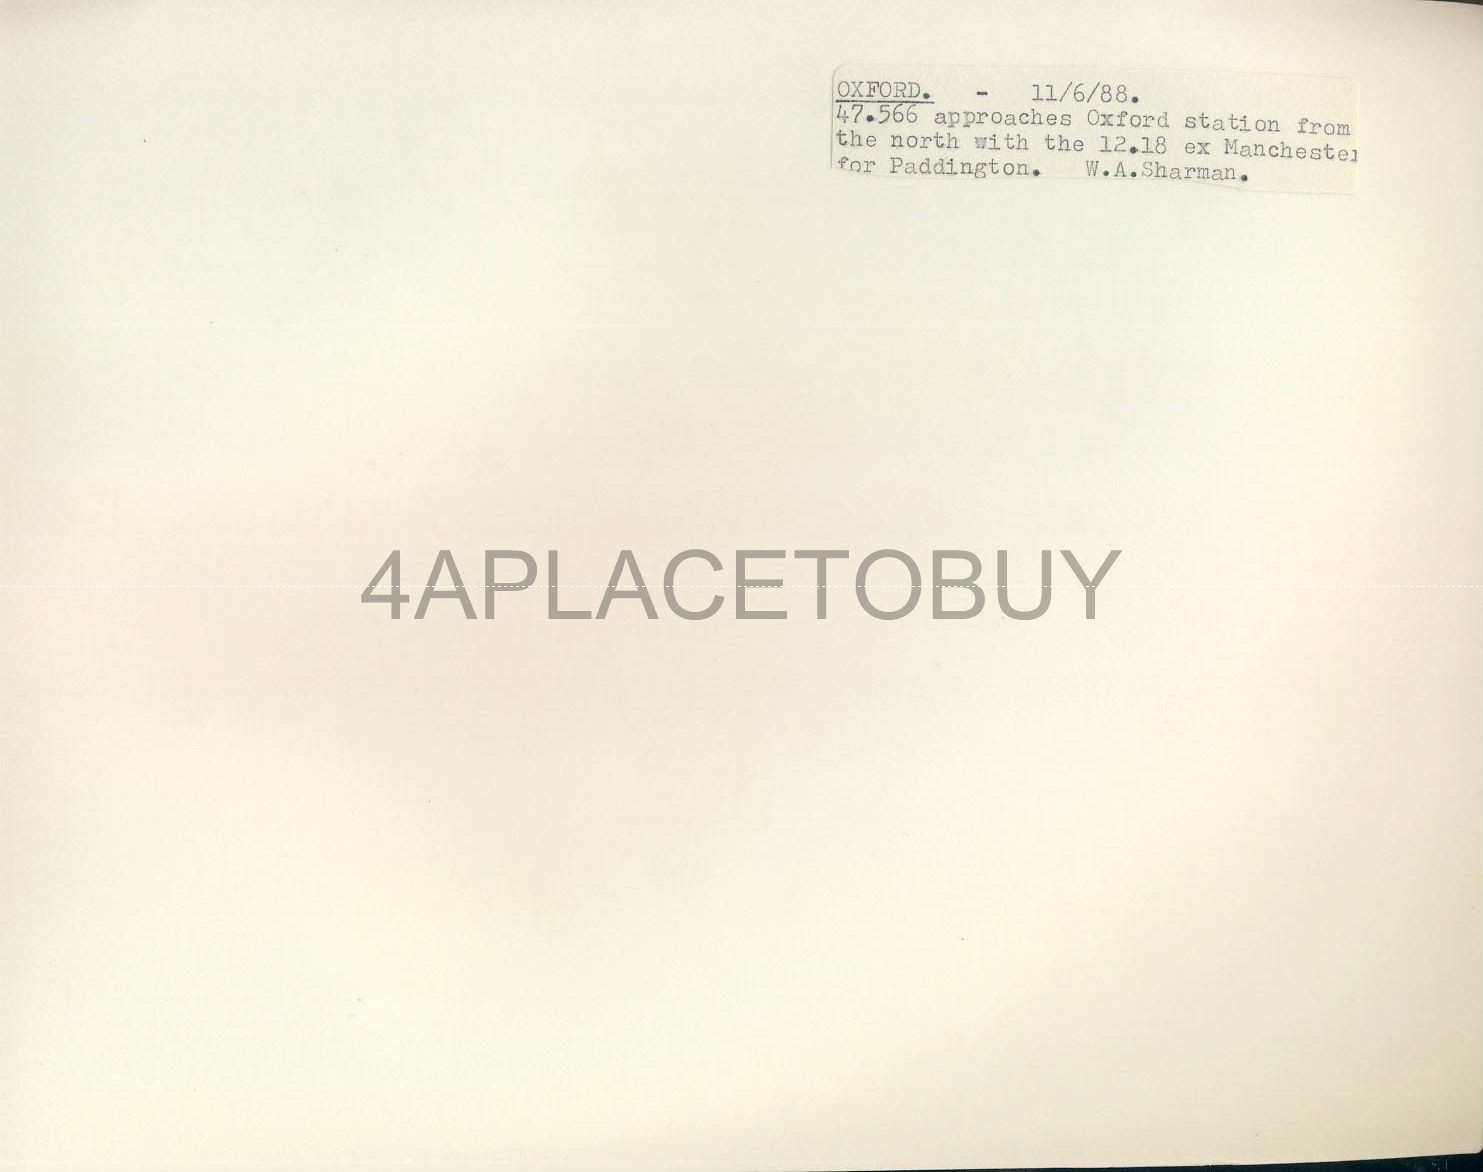 OXFORD. - 11/6/88.
47.566 approaches Oxford station from
the north with the 12.18 ex Manchester
for Paddington. W.A.Sharman.
4APLACETOBUY